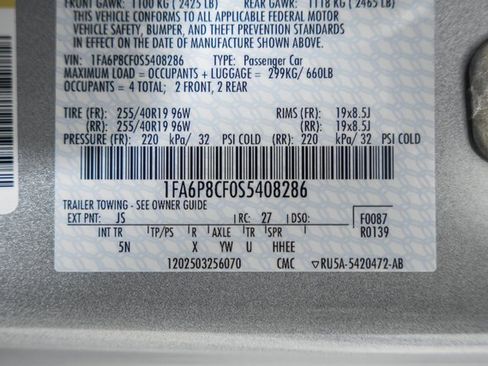 FRONT GAWR: 1100 KG ( 2425 LB) REAR GAWR: 1118 KG ( 2465 LB)
THIS VEHICLE CONFORMS TO ALL APPLICABLE FEDERAL MOTOR
VEHICLE SAFETY, BUMPER, AND THEFT PREVENTION STANDARDS
IN EFFECT ON THE DATE OF MANUFACTURE SHOWN ABOVE.
VIN: 1FA6P8CF0S5408286 TYPE: Passenger Car
MAXIMUM LOAD = OCCUPANTS + LUGGAGE = 299KG/ 660LB
OCCUPANTS = 4 TOTAL; 2 FRONT, 2 REAR
TIRE (FR): 255/40R19 96W RIMS (FR): 19x8.5J
(RR): 255/40R19 96W (RR): 19x8.5J
PRESSURE (FR): 220 kPa/ 32 PSI COLD (RR): 220 kPa/ 32 PSI COLD
1FA6P8CF0S5408286
TRAILER TOWING - SEE OWNER GUIDE
EXT PNT: JS RC: 27 DSO: F0087
INT TR TP/PS R AXLE TR SPR R0139
5N X YW U HHEE
1202503256070 CMC ▽RU5A-5420472-AB